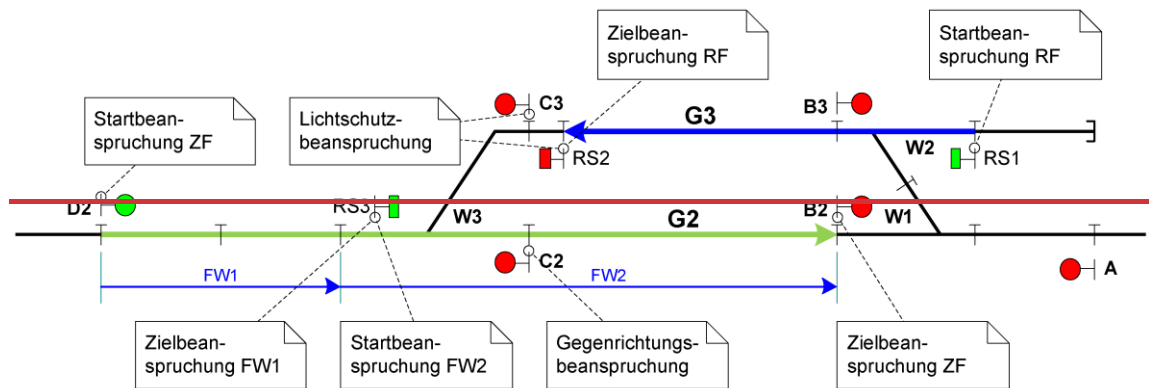 Zielbean-
spruchung RF
Startbean-
spruchung RF
Startbean-
spruchung ZF
Lichtschutz-
beanspruchung
C3
B3
G3
RS2
W2
RS1
D2
RS3
W3
G2
B2
W1
C2
A
FW1
FW2
Zielbean-
spruchung FW1
Startbean-
spruchung FW2
Gegenrichtungs-
beanspruchung
Zielbean-
spruchung ZF